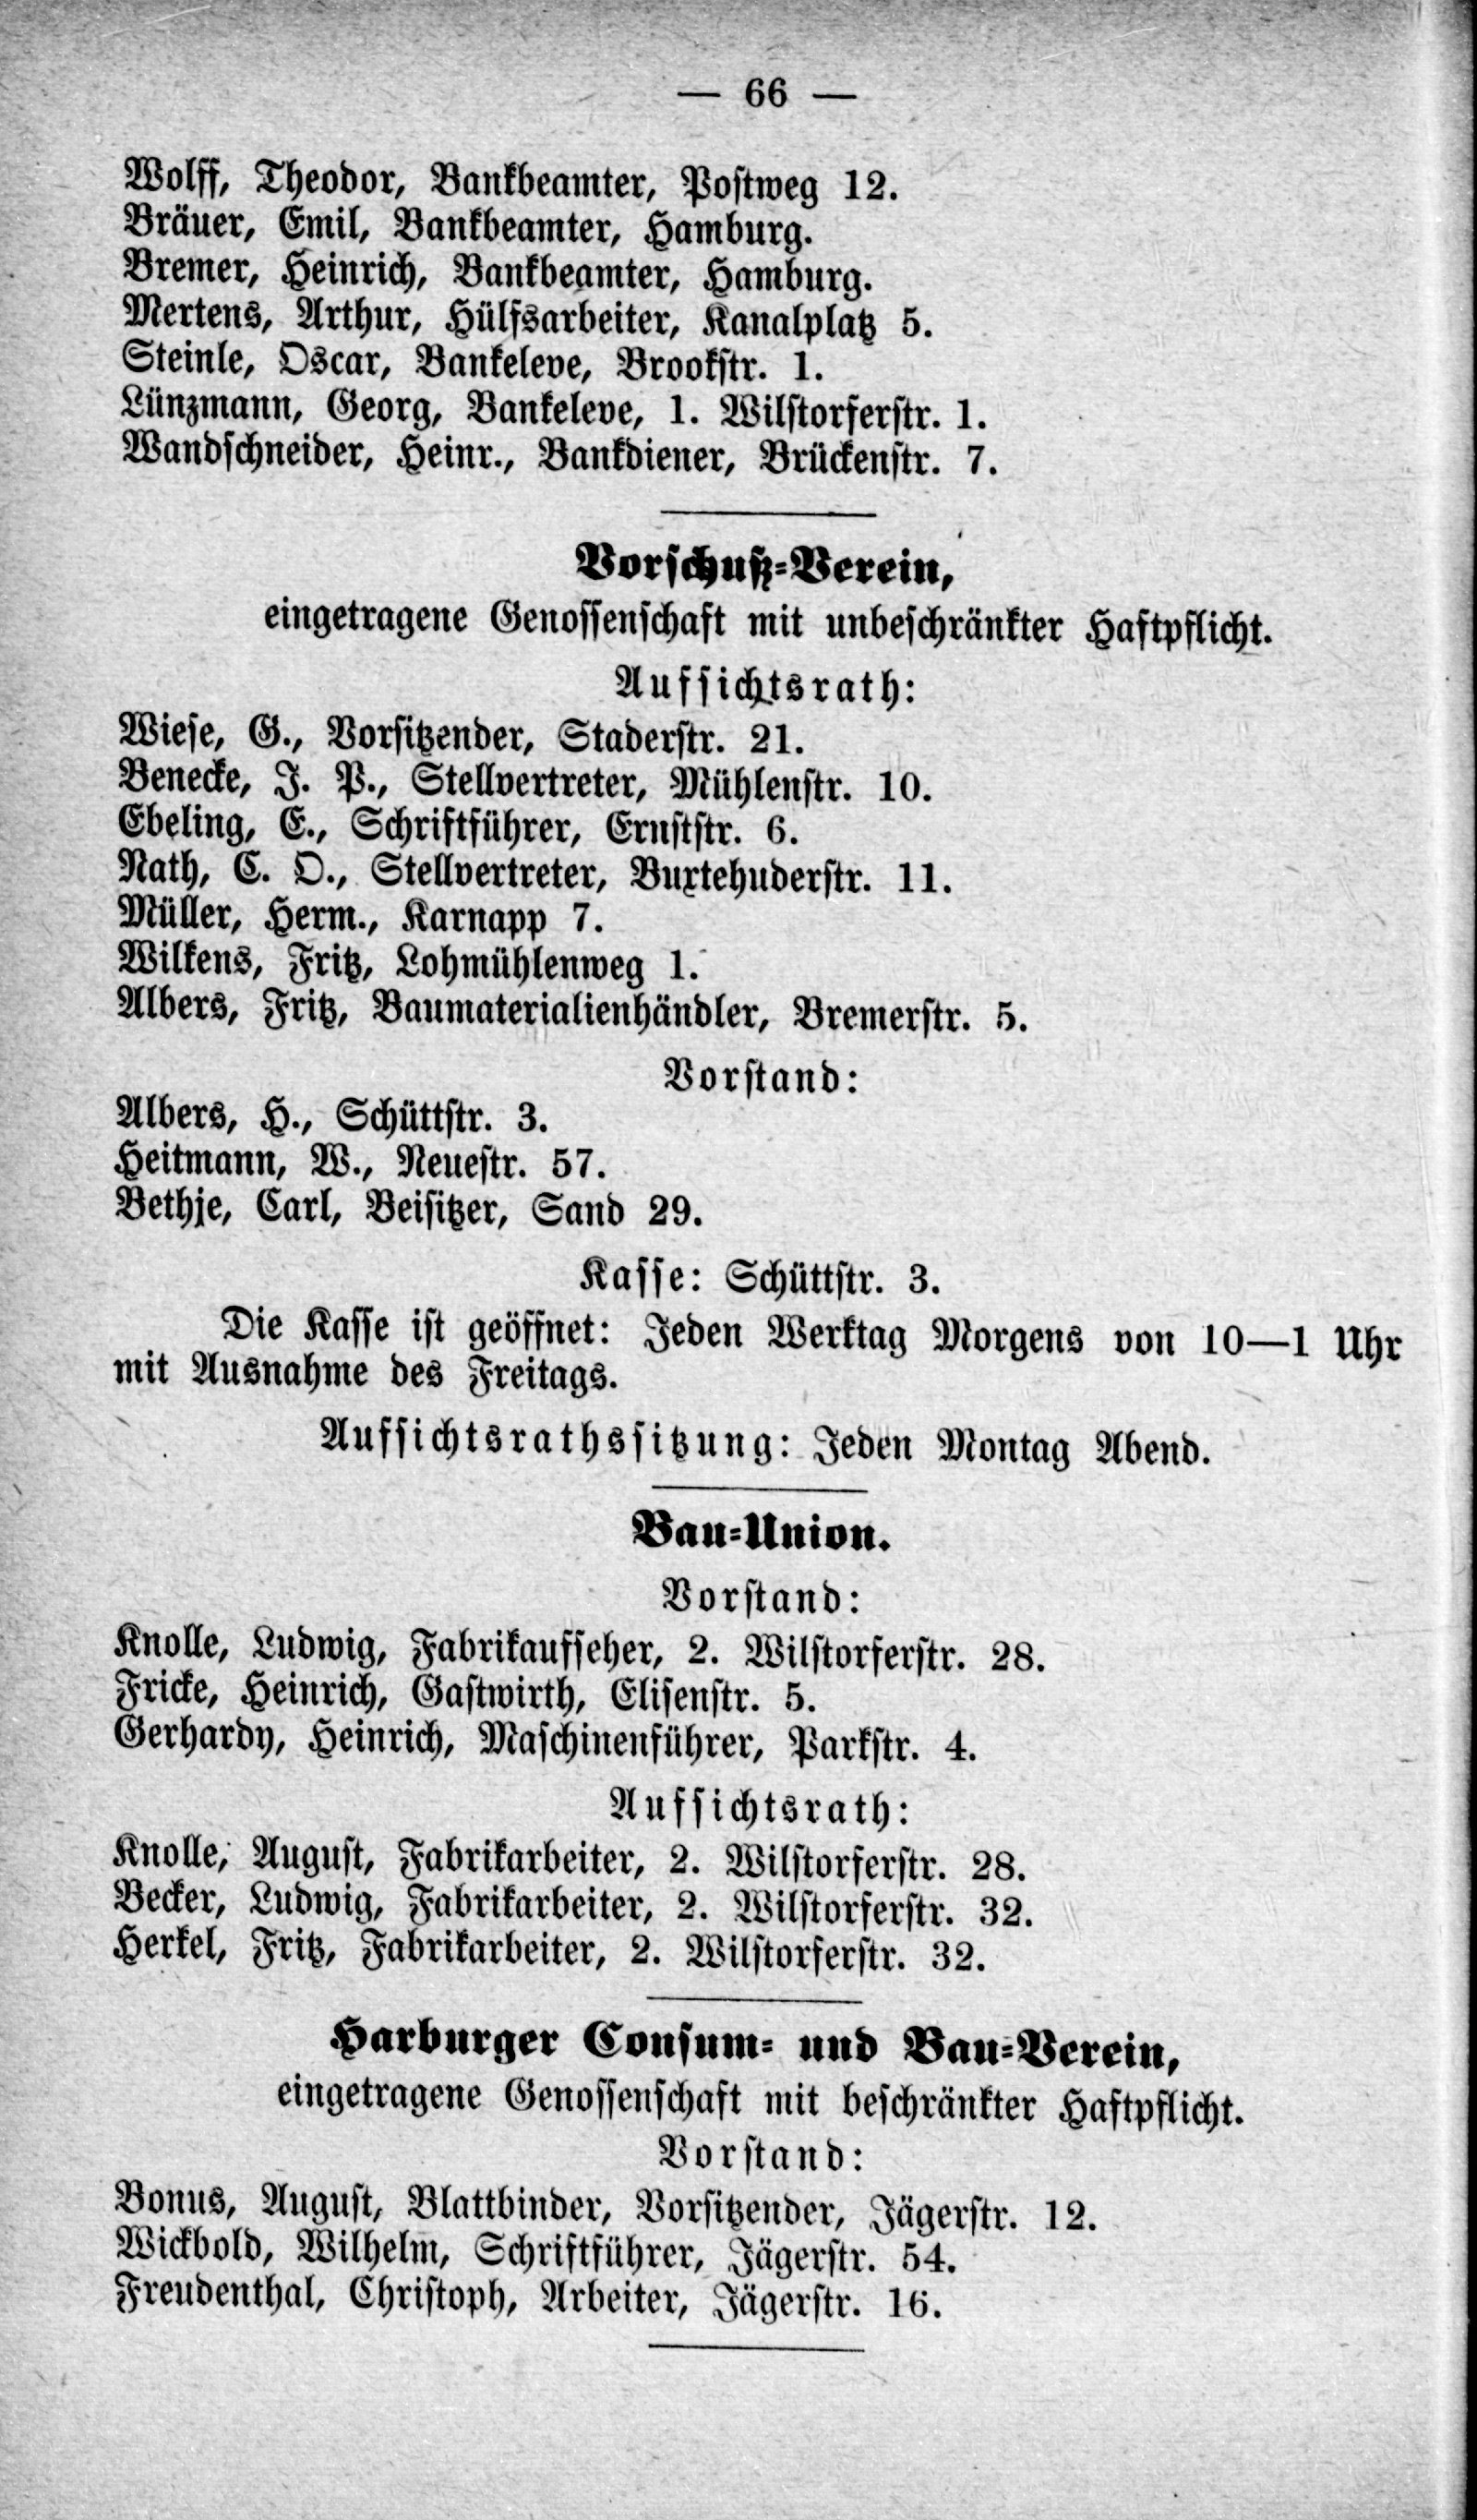 — 66 —
Wolff, Theodor, Bankbeamter, Postweg 12.
Bräuer, Emil, Bankbeamter, Hamburg.
Bremer, Heinrich, Bankbeamter, Hamburg.
Mertens, Arthur, Hülfsarbeiter, Kanalplatz 5.
Steinle, Oscar, Bankeleve, Brookstr. 1.
Lünzmann, Georg, Bankeleve, 1. Wilstorferstr. 1.
Wandschneider, Heinr., Bankdiener, Brückenstr. 7.
Vorschuß-Verein,
eingetragene Genossenschaft mit unbeschränkter Haftpflicht.
Aufsichtsrath:
Wiese, G., Vorsitzender, Staderstr. 21.
Benecke, J. P., Stellvertreter, Mühlenstr. 10.
Ebeling, E., Schriftführer, Ernststr. 6.
Nath, C. O., Stellvertreter, Buxtehuderstr. 11.
Müller, Herm., Karnapp 7.
Wilkens, Fritz, Lohmühlenweg 1.
Albers, Fritz, Baumaterialienhändler, Bremerstr. 5.
Vorstand:
Albers, H., Schüttstr. 3.
Heitmann, W., Neuestr. 57.
Bethje, Carl, Beisitzer, Sand 29.
Kasse: Schüttstr. 3.
Die Kasse ist geöffnet: Jeden Werktag Morgens von 10—1 Uhr
mit Ausnahme des Freitags.
Aufsichtsrathssitzung: Jeden Montag Abend.
Bau-Union.
Vorstand:
Knolle, Ludwig, Fabrikaufseher, 2. Wilstorferstr. 28.
Fricke, Heinrich, Gastwirth, Elisenstr. 5.
Gerhardy, Heinrich, Maschinenführer, Parkstr. 4.
Aufsichtsrath:
Knolle, August, Fabrikarbeiter, 2. Wilstorferstr. 28.
Becker, Ludwig, Fabrikarbeiter, 2. Wilstorferstr. 32.
Herkel, Fritz, Fabrikarbeiter, 2. Wilstorferstr. 32.
Harburger Consum- und Bau-Verein,
eingetragene Genossenschaft mit beschränkter Haftpflicht.
Vorstand:
Bonus, August, Blattbinder, Vorsitzender, Jägerstr. 12.
Wickbold, Wilhelm, Schriftführer, Jägerstr. 54.
Freudenthal, Christoph, Arbeiter, Jägerstr. 16.